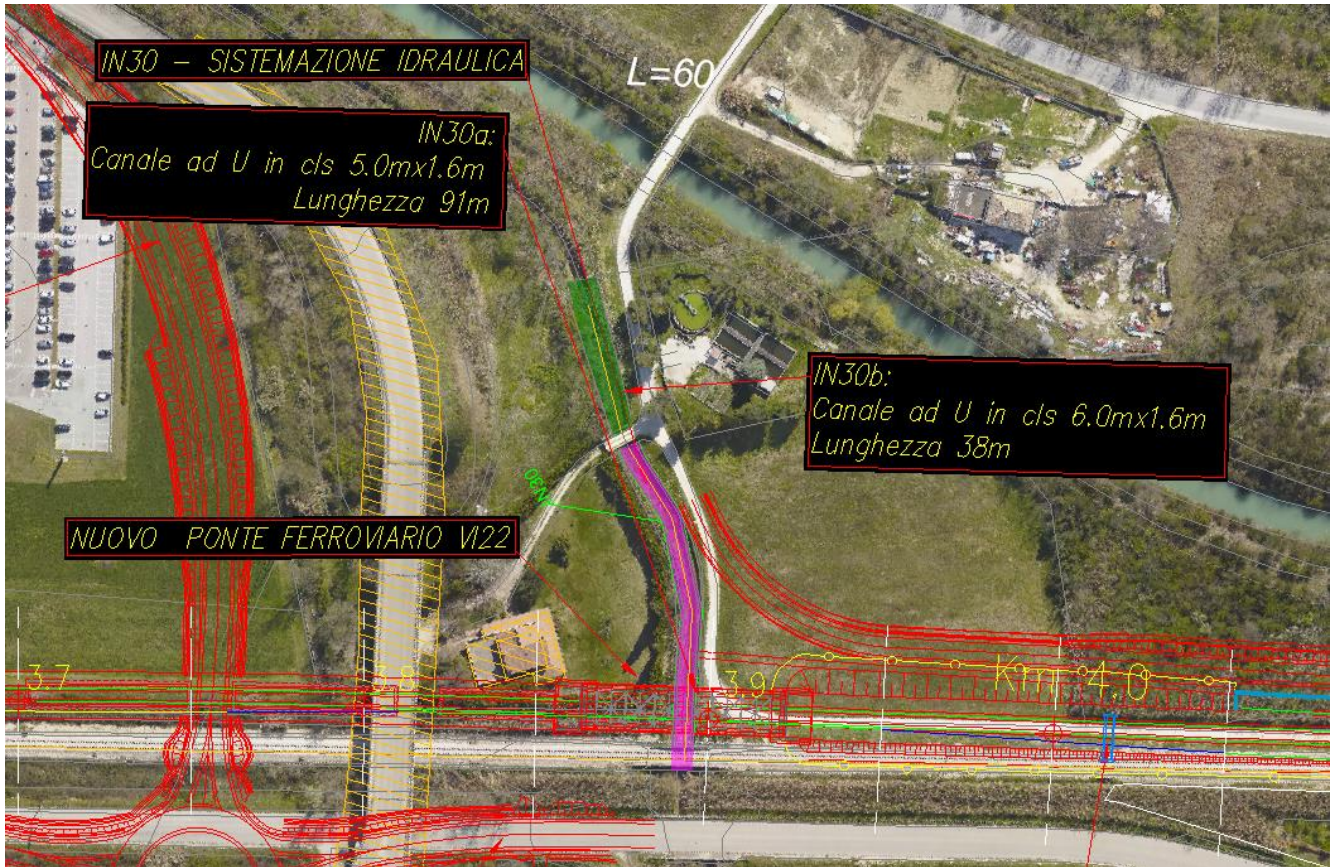 IN30 - SISTEMAZIONE IDRAULICA
L=60
IN30a:
Canale ad U in cls 5.0mx1.6m
Lunghezza 91m
IN30b:
Canale ad U in cls 6.0mx1.6m
Lunghezza 38m
IN30
NUOVO PONTE FERROVIARIO VI22
3.7
3.8
3.9
Km 4.0